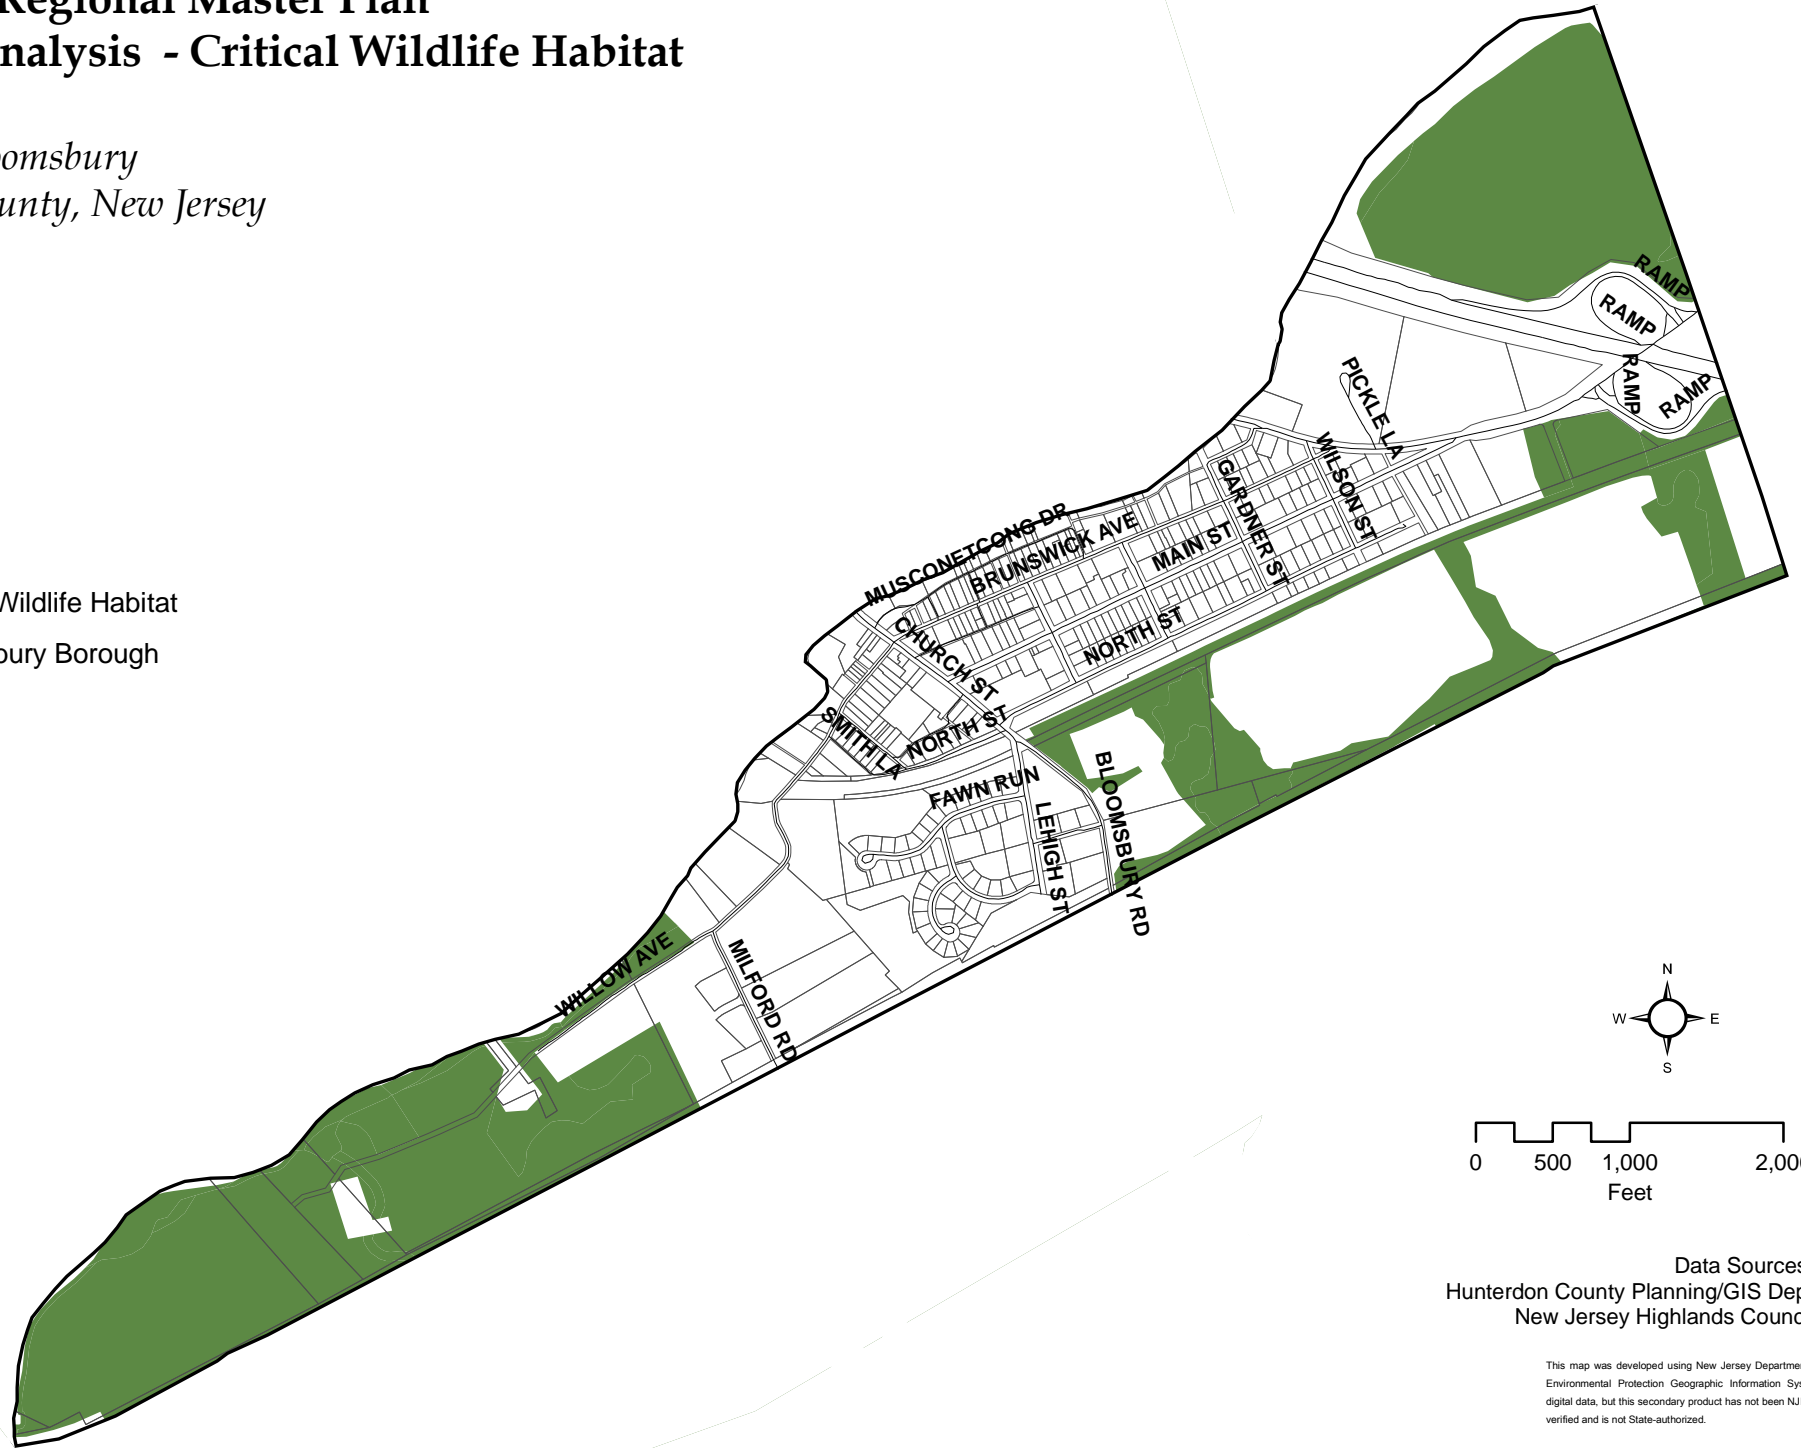 Regional Master Plan
nalysis - Critical Wildlife Habitat
oomsbury
unty, New Jersey
RAMP
RAMP
RAMP
RAMP
PICKLE LA
WILSON ST
GARDNER ST
MUSCONETCONG DR
BRUNSWICK AVE
MAIN ST
NORTH ST
CHURCH ST
Wildlife Habitat
bury Borough
SMITH LA
NORTH ST
FAWN RUN
LEHIGH ST
BLOOMSBURY RD
WILLOW AVE
MILFORD RD
N
W E
S
0 500 1,000 2,000
Feet
Data Sources
Hunterdon County Planning/GIS Dep
New Jersey Highlands Counc
This map was developed using New Jersey Departme
Environmental Protection Geographic Information Sys
digital data, but this secondary product has not been NJ
verified and is not State-authorized.